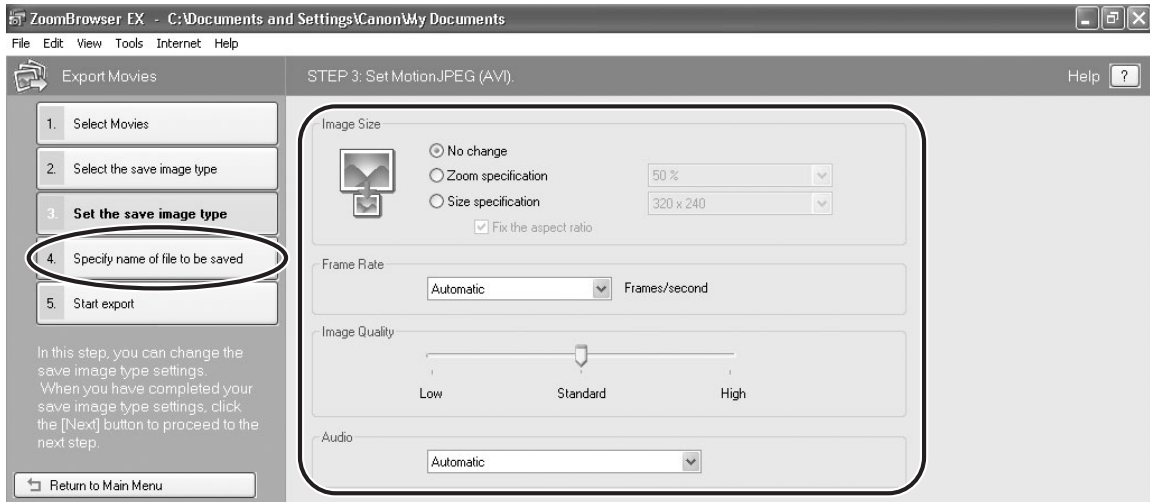 ZoomBrowser EX - C:\Documents and Settings\Canon\My Documents
File Edit View Tools Internet Help
Export Movies
STEP 3: Set MotionJPEG (AVI).
Help ?
1. Select Movies
2. Select the save image type
3. Set the save image type
4. Specify name of file to be saved
5. Start export
In this step, you can change the
save image type settings.
When you have completed your
save image type settings, click
the [Next] button to proceed to the
next step.
Return to Main Menu
Image Size
No change
Zoom specification 50 %
Size specification 320 x 240
Fix the aspect ratio
Frame Rate
Automatic Frames/second
Image Quality
Low Standard High
Audio
Automatic